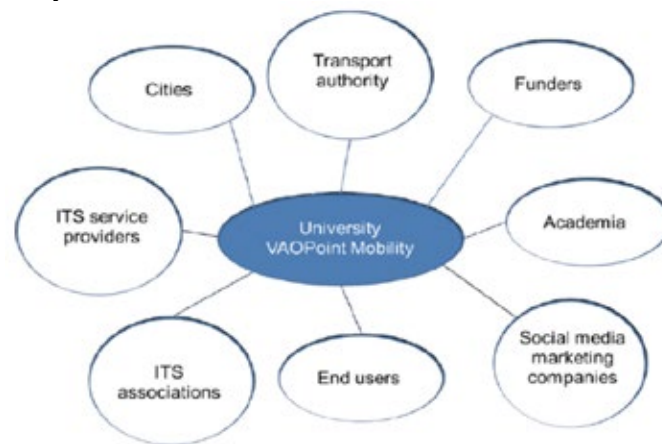 Transport
authority
Cities
Funders
ITS service
providers
University
VAOPoint Mobility
Academia
ITS
associations
End users
Social media
marketing
companies